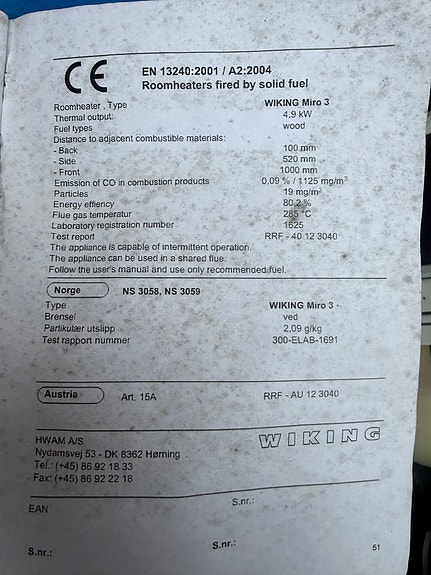 CE
EN 13240:2001 / A2:2004
Roomheaters fired by solid fuel
Roomheater , Type WIKING Miro 3
Thermal output: 4,9 kW
Fuel types wood
Distance to adjacent combustible materials:
- Back 100 mm
- Side 520 mm
- Front 1000 mm
Emission of CO in combustion products 0,09 % / 1125 mg/m³
Particles 19 mg/m³
Energy effiency 80,2 %
Flue gas temperatur 285 °C
Laboratory registration number 1625
Test report RRF - 40 12 3040
The appliance is capable of intermittent operation.
The appliance can be used in a shared flue.
Follow the user's manual and use only recommended fuel.
Norge NS 3058, NS 3059
Type WIKING Miro 3 -
Brensel ved
Partikulær utslipp 2,09 g/kg
Test rapport nummer 300-ELAB-1691
Austria Art. 15A RRF - AU 12 3040
WIKING
HWAM A/S
Nydamsvej 53 - DK 8362 Hørning
Tel.: (+45) 86 92 18 33
Fax: (+45) 86 92 22 18
EAN S.nr.:
S.nr.: S.nr.: 51